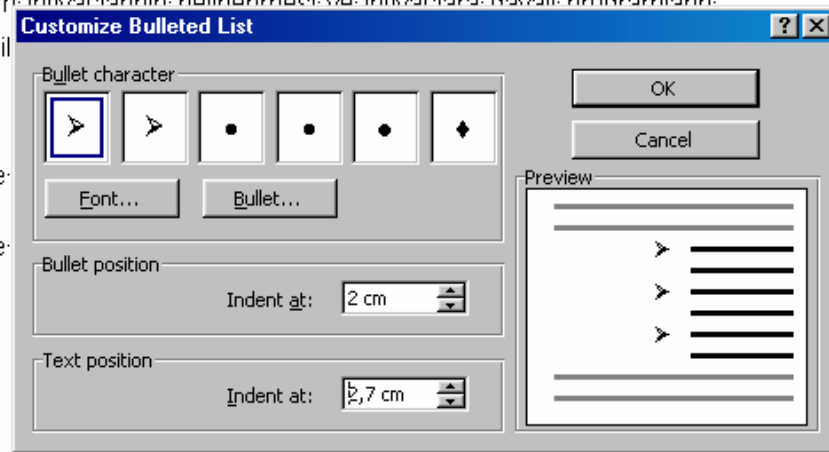 Customize Bulleted List
il
Bullet character
OK
Cancel
e
Font... Bullet...
Preview
e
Bullet position
Indent at: 2 cm
Text position
Indent at: 2,7 cm